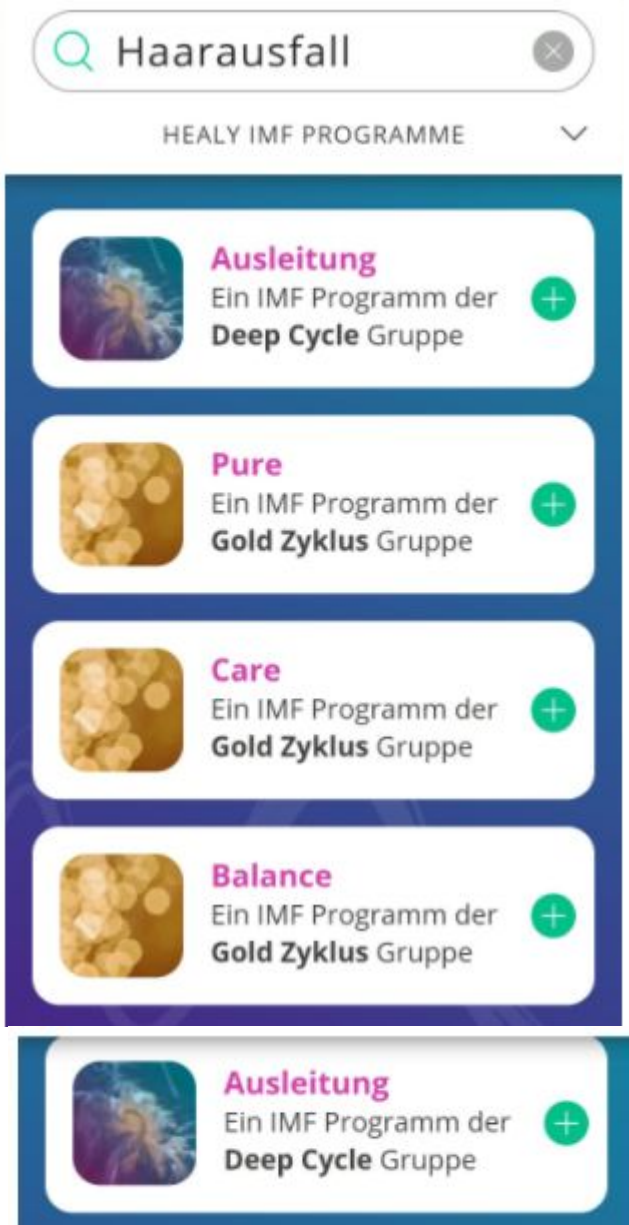 Haarausfall
HEALY IMF PROGRAMME
Ausleitung
Ein IMF Programm der
Deep Cycle Gruppe
Pure
Ein IMF Programm der
Gold Zyklus Gruppe
Care
Ein IMF Programm der
Gold Zyklus Gruppe
Balance
Ein IMF Programm der
Gold Zyklus Gruppe
Ausleitung
Ein IMF Programm der
Deep Cycle Gruppe